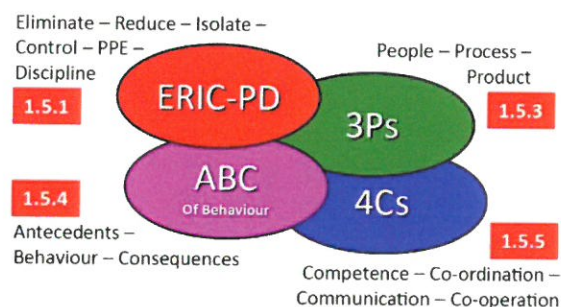 Eliminate – Reduce – Isolate –
Control – PPE –
Discipline
1.5.1
ERIC-PD
People – Process –
Product
1.5.3
3Ps
1.5.4
ABC
Of Behaviour
Antecedents –
Behaviour – Consequences
4Cs
1.5.5
Competence – Co-ordination –
Communication – Co-operation